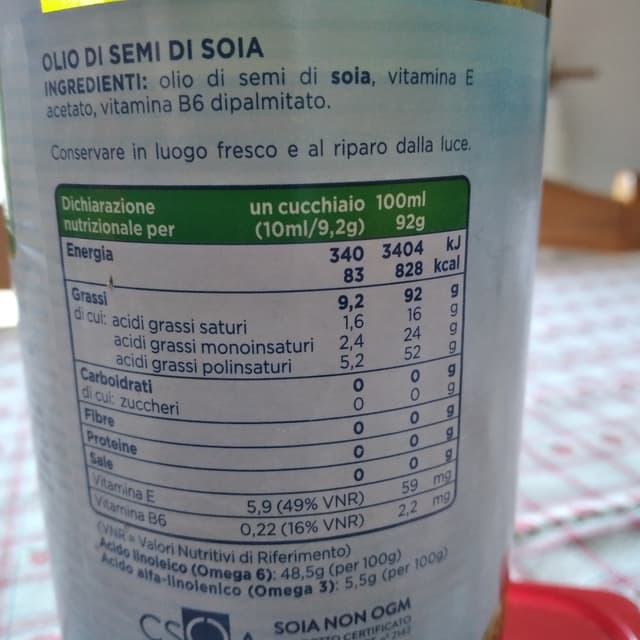 OLIO DI SEMI DI SOIA
INGREDIENTI: olio di semi di soia, vitamina E
acetato, vitamina B6 dipalmitato.
Conservare in luogo fresco e al riparo dalla luce.
Dichiarazione un cucchiaio 100ml
nutrizionale per (10ml/9,2g) 92g
Energia 340 3404 kJ
83 828 kcal
Grassi 9,2 92 g
di cui: acidi grassi saturi 1,6 16 g
acidi grassi monoinsaturi 2,4 24 g
acidi grassi polinsaturi 5,2 52 g
Carboidrati 0 0 g
di cui: zuccheri 0 0 g
Fibre 0 0 g
Proteine 0 0 g
Sale 0 0 g
Vitamina E 5,9 (49% VNR) 59 mg
Vitamina B6 0,22 (16% VNR) 2,2 mg
(VNR = Valori Nutritivi di Riferimento)
Acido linoleico (Omega 6): 48,5g (per 100g)
Acido alfa-linolenico (Omega 3): 5,5g (per 100g)
SOIA NON OGM
CERTIFICATO